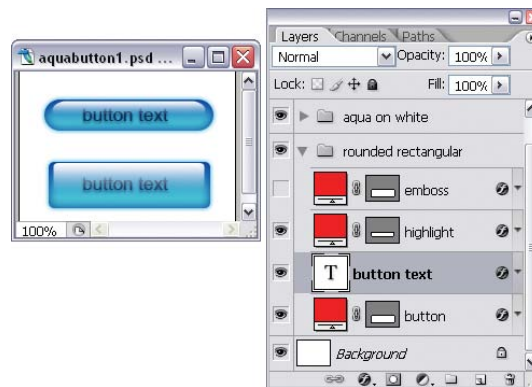 aquabutton1.psd ...
button text
button text
100%
Layers Channels Paths
Normal Opacity: 100%
Lock: Fill: 100%
aqua on white
rounded rectangular
emboss
highlight
T button text
button
Background